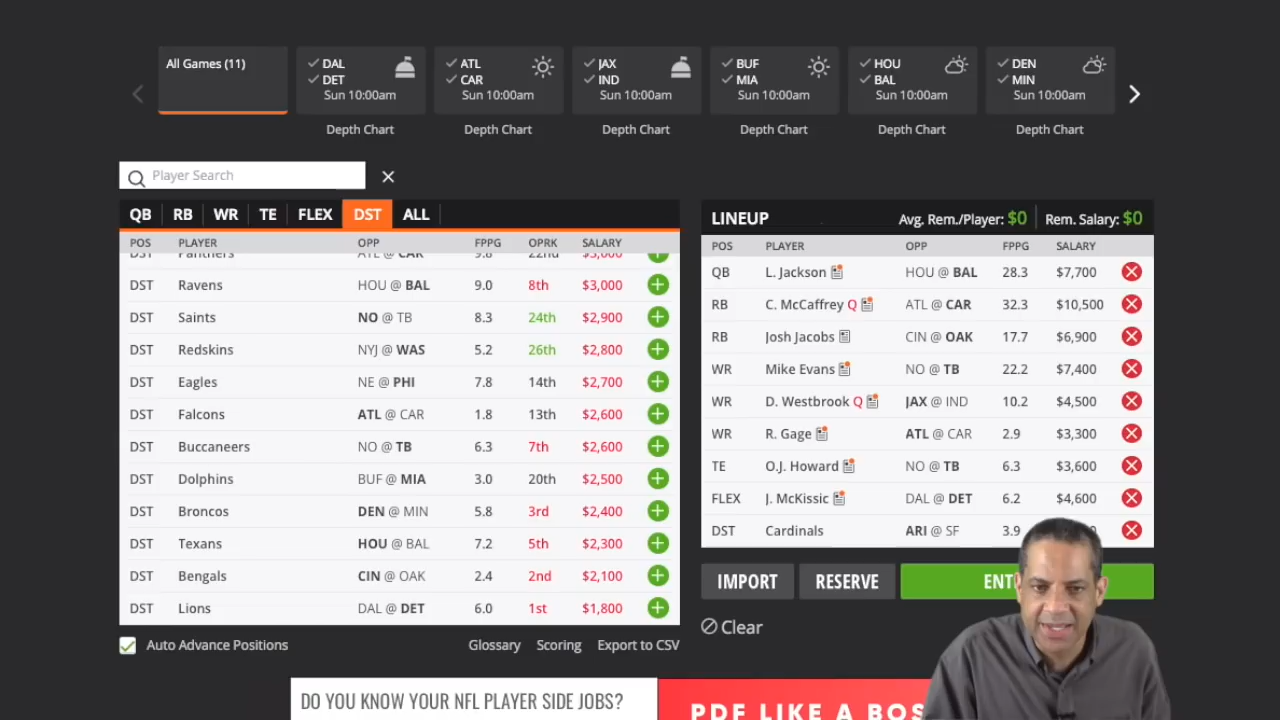 All Games (11)
DAL
DET
Sun 10:00am
Depth Chart
ATL
CAR
Sun 10:00am
Depth Chart
JAX
IND
Sun 10:00am
Depth Chart
BUF
MIA
Sun 10:00am
Depth Chart
HOU
BAL
Sun 10:00am
Depth Chart
DEN
MIN
Sun 10:00am
Depth Chart
Player Search
QB RB WR TE FLEX DST ALL
POS PLAYER OPP FPPG OPRK SALARY
DST Panthers ATL @ CAR 9.8 22nd $3,000
DST Ravens HOU @ BAL 9.0 8th $3,000
DST Saints NO @ TB 8.3 24th $2,900
DST Redskins NYJ @ WAS 5.2 26th $2,800
DST Eagles NE @ PHI 7.8 14th $2,700
DST Falcons ATL @ CAR 1.8 13th $2,600
DST Buccaneers NO @ TB 6.3 7th $2,600
DST Dolphins BUF @ MIA 3.0 20th $2,500
DST Broncos DEN @ MIN 5.8 3rd $2,400
DST Texans HOU @ BAL 7.2 5th $2,300
DST Bengals CIN @ OAK 2.4 2nd $2,100
DST Lions DAL @ DET 6.0 1st $1,800
Auto Advance Positions
Glossary Scoring Export to CSV
LINEUP Avg. Rem./Player: $0 Rem. Salary: $0
POS PLAYER OPP FPPG SALARY
QB L. Jackson HOU @ BAL 28.3 $7,700
RB C. McCaffrey Q ATL @ CAR 32.3 $10,500
RB Josh Jacobs CIN @ OAK 17.7 $6,900
WR Mike Evans NO @ TB 22.2 $7,400
WR D. Westbrook Q JAX @ IND 10.2 $4,500
WR R. Gage ATL @ CAR 2.9 $3,300
TE O.J. Howard NO @ TB 6.3 $3,600
FLEX J. McKissic DAL @ DET 6.2 $4,600
DST Cardinals ARI @ SF 3.9
IMPORT RESERVE ENT
Clear
DO YOU KNOW YOUR NFL PLAYER SIDE JOBS?
PDF LIKE A BOS